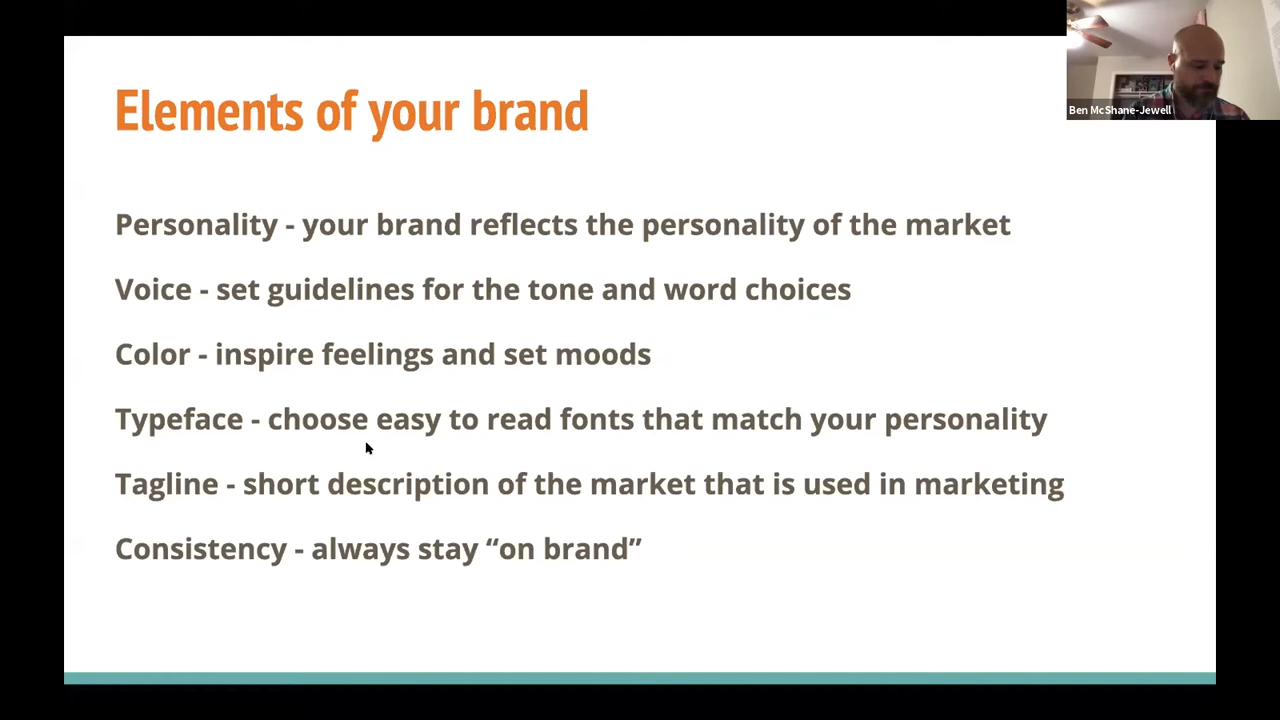 Elements of your brand
Ben McShane-Jewell
Personality - your brand reflects the personality of the market
Voice - set guidelines for the tone and word choices
Color - inspire feelings and set moods
Typeface - choose easy to read fonts that match your personality
Tagline - short description of the market that is used in marketing
Consistency - always stay “on brand”